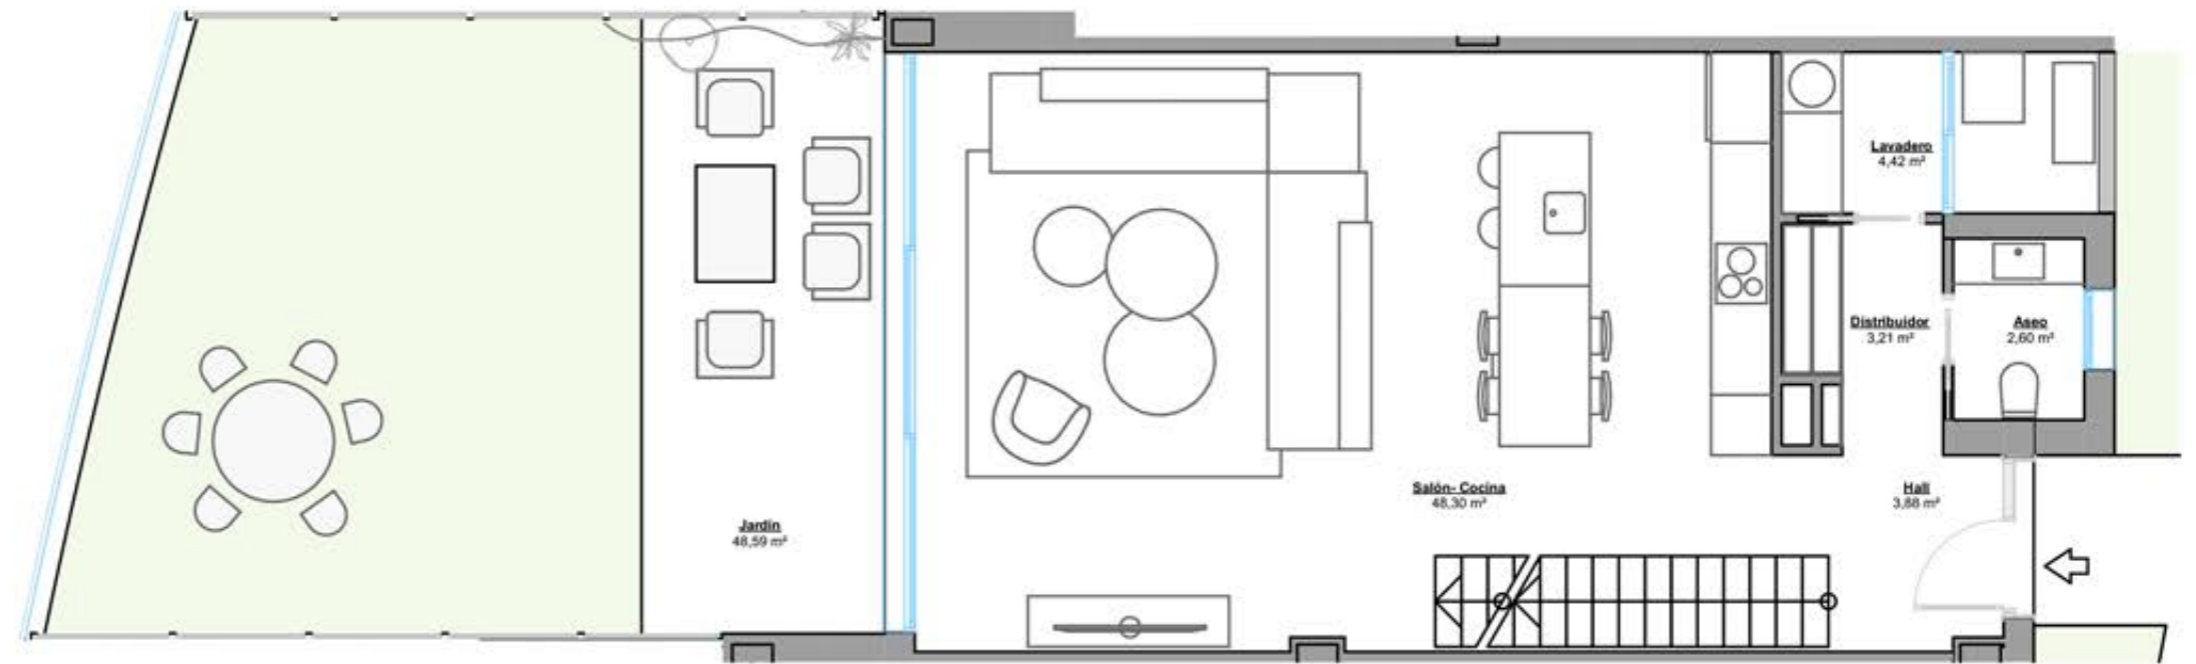 Lavadero
4,42 m²
Distribuidor
3,21 m²
Aseo
2,60 m²
Salón- Cocina
48,30 m²
Hall
3,88 m²
Jardín
48,59 m²